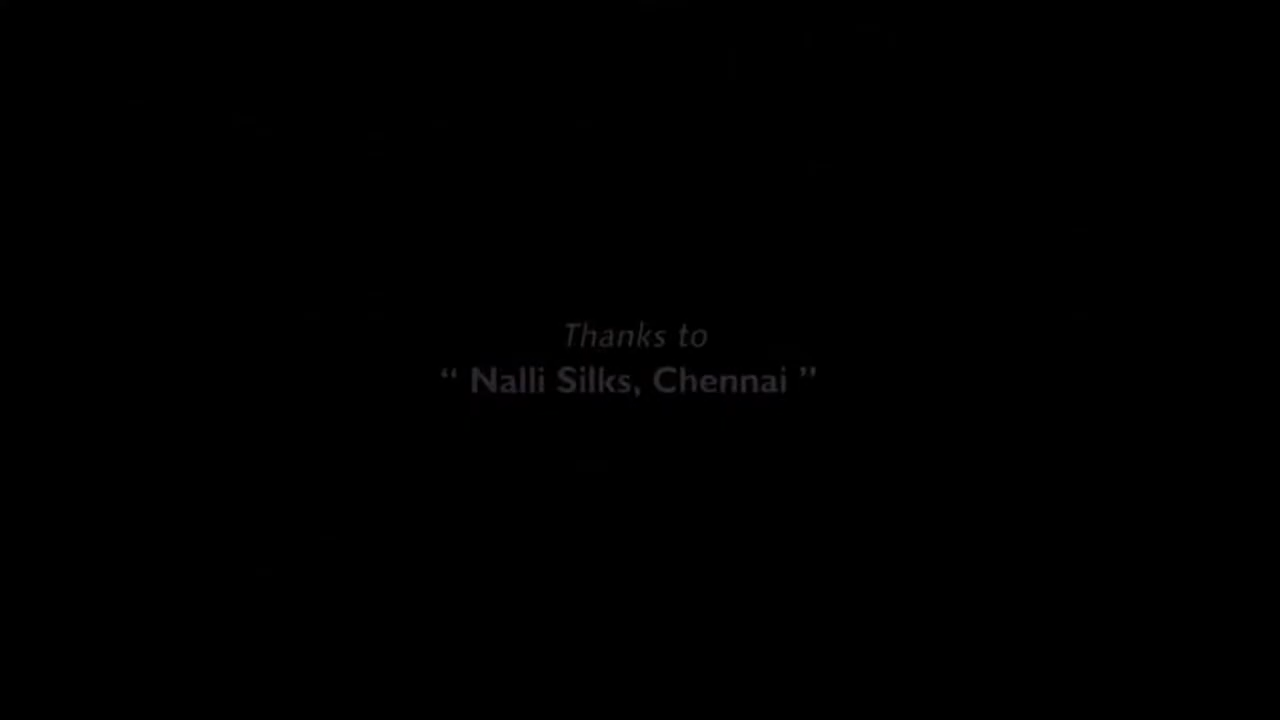 Thanks to
“ Nalli Silks, Chennai ”